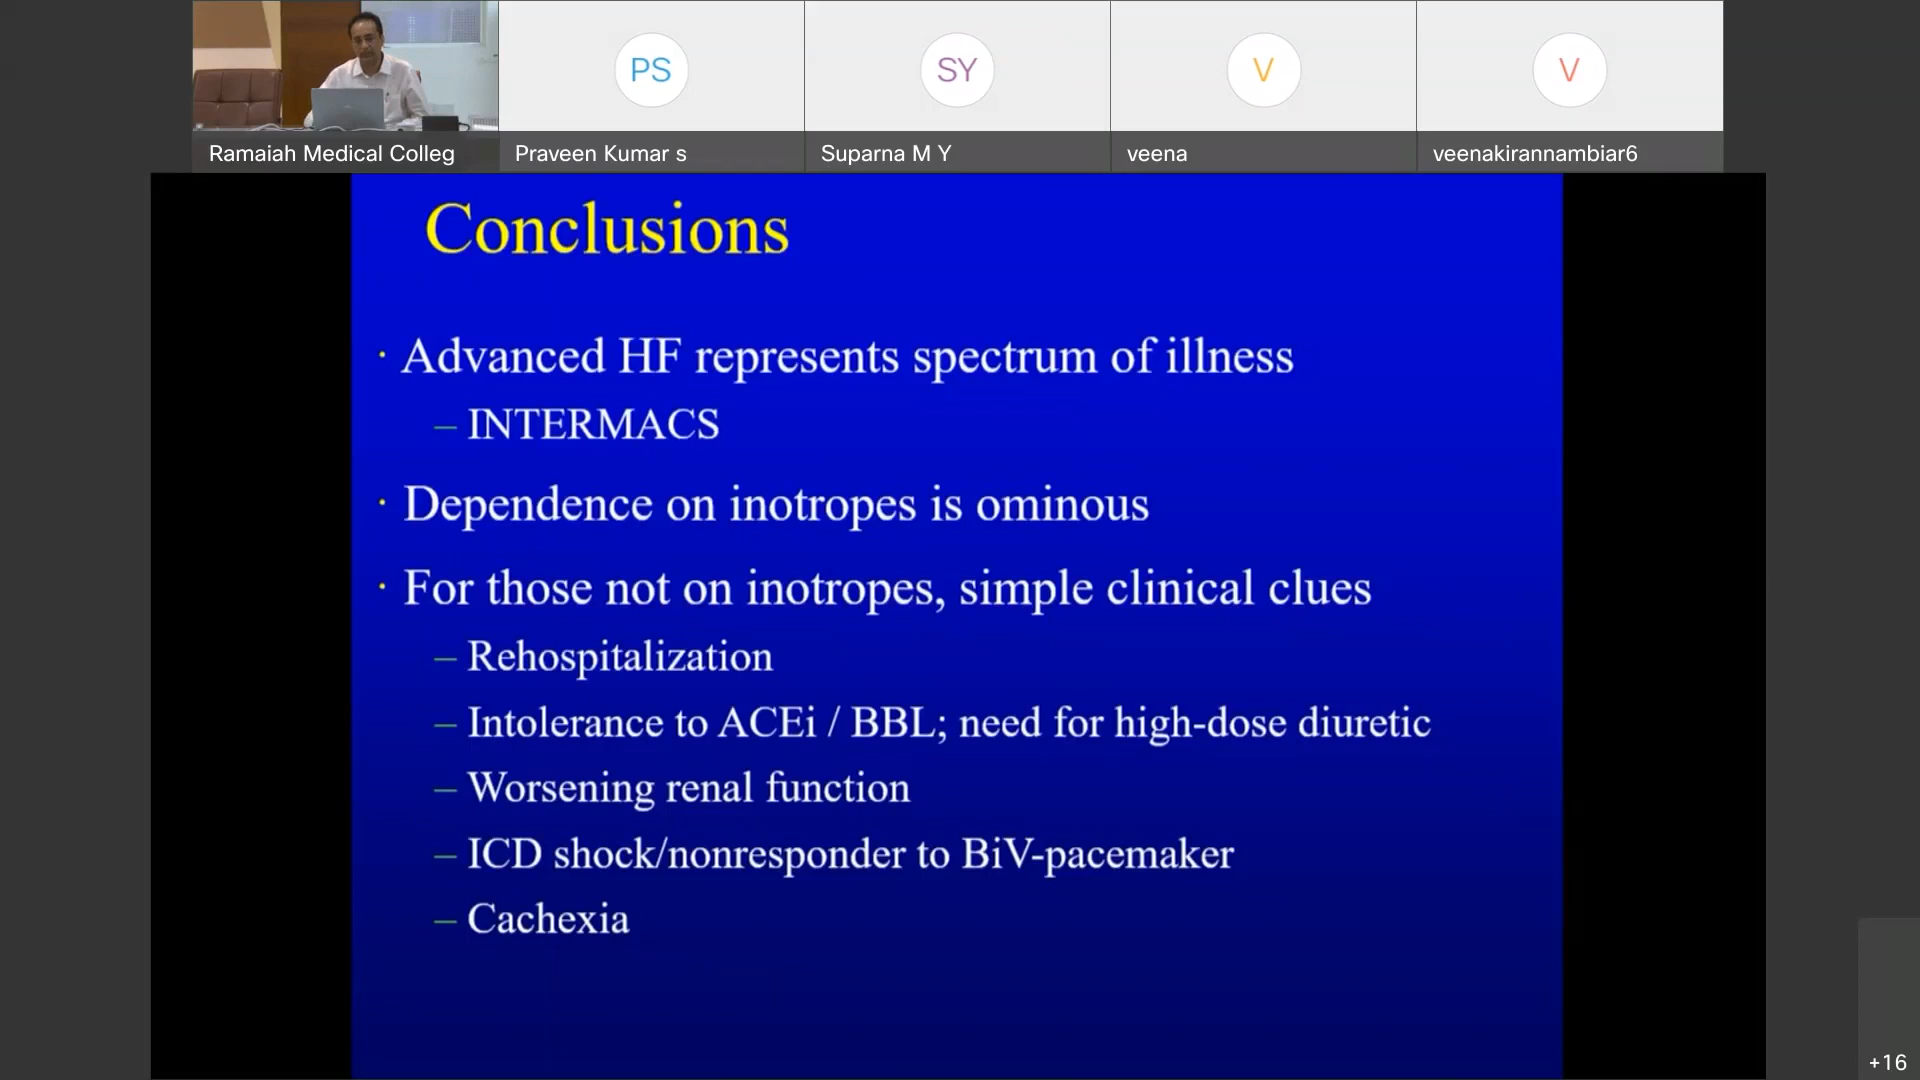 PS
SY
V
V
Ramaiah Medical Colleg
Praveen Kumar s
Suparna M Y
veena
veenakirannambiar6
Conclusions
· Advanced HF represents spectrum of illness
– INTERMACS
· Dependence on inotropes is ominous
· For those not on inotropes, simple clinical clues
– Rehospitalization
– Intolerance to ACEi / BBL; need for high-dose diuretic
– Worsening renal function
– ICD shock/nonresponder to BiV-pacemaker
– Cachexia
+16